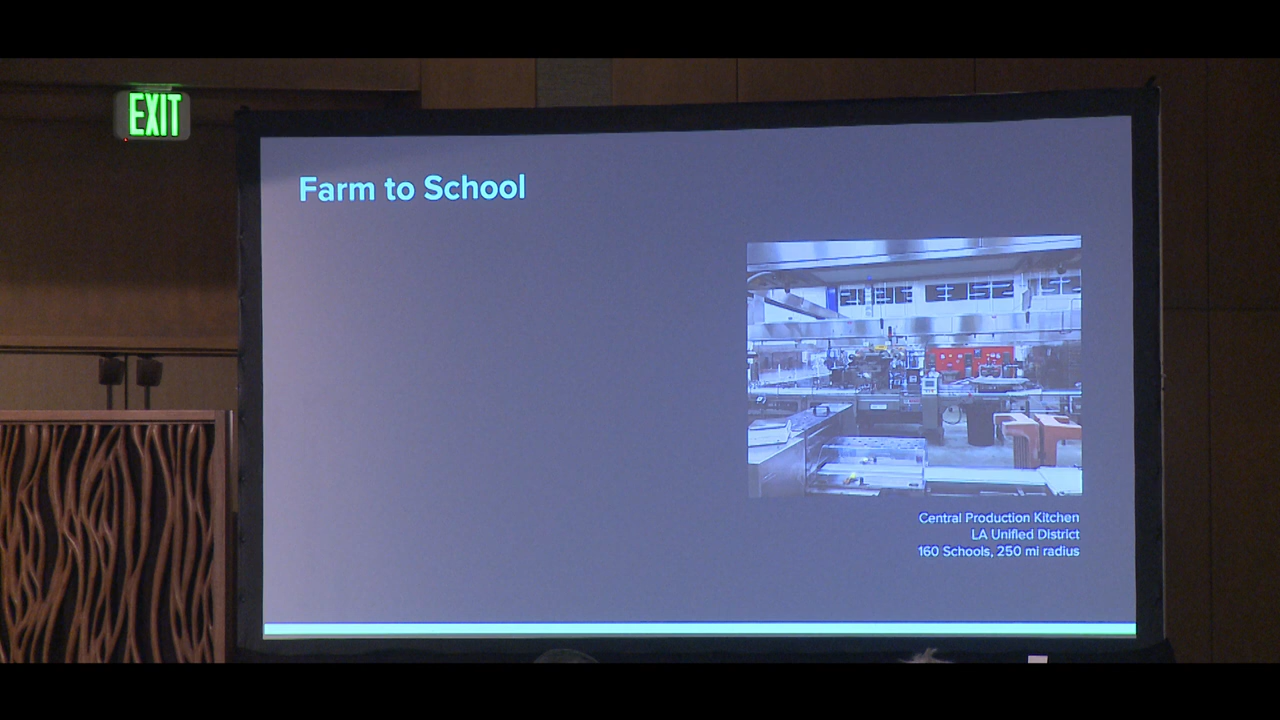 EXIT
Farm to School
Central Production Kitchen
LA Unified District
160 Schools, 250 mi radius